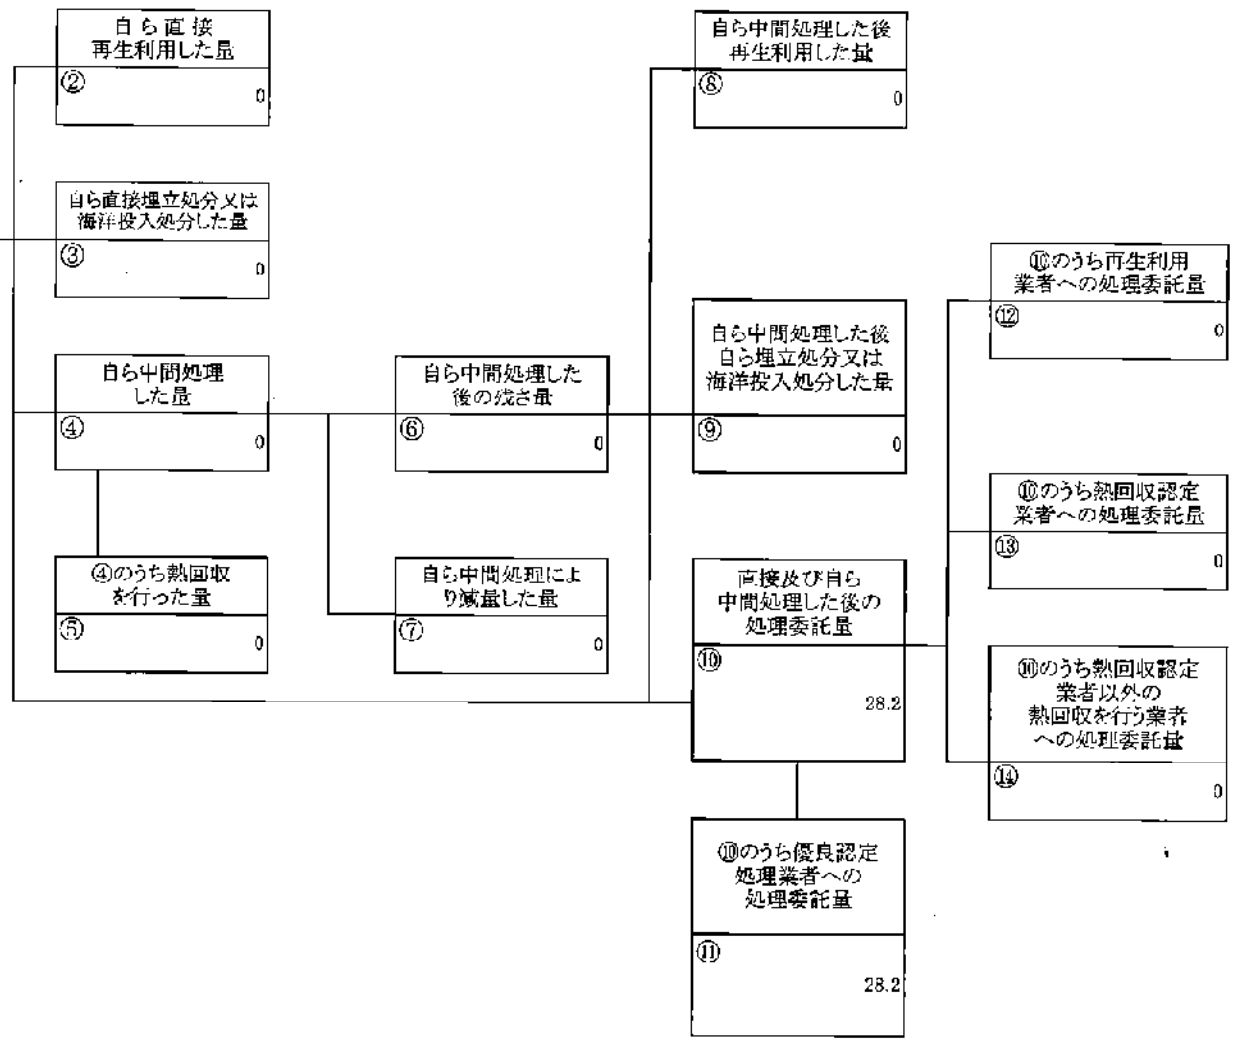 自ら直接
再生利用した量
②
0
自ら直接埋立処分又は
海洋投入処分した量
③
0
自ら中間処理
した量
④
0
④のうち熱回収
を行った量
⑤
0
自ら中間処理した
後の残さ量
⑥
0
自ら中間処理によ
り減量した量
⑦
0
自ら中間処理した後
再生利用した量
⑧
0
自ら中間処理した後
自ら埋立処分又は
海洋投入処分した量
⑨
0
直接及び自ら
中間処理した後の
処理委託量
⑩
28.2
⑩のうち優良認定
処理業者への
処理委託量
⑪
28.2
⑩のうち再生利用
業者への処理委託量
⑫
0
⑩のうち熱回収認定
業者への処理委託量
⑬
0
⑩のうち熱回収認定
業者以外の
熱回収を行う業者
への処理委託量
⑭
0